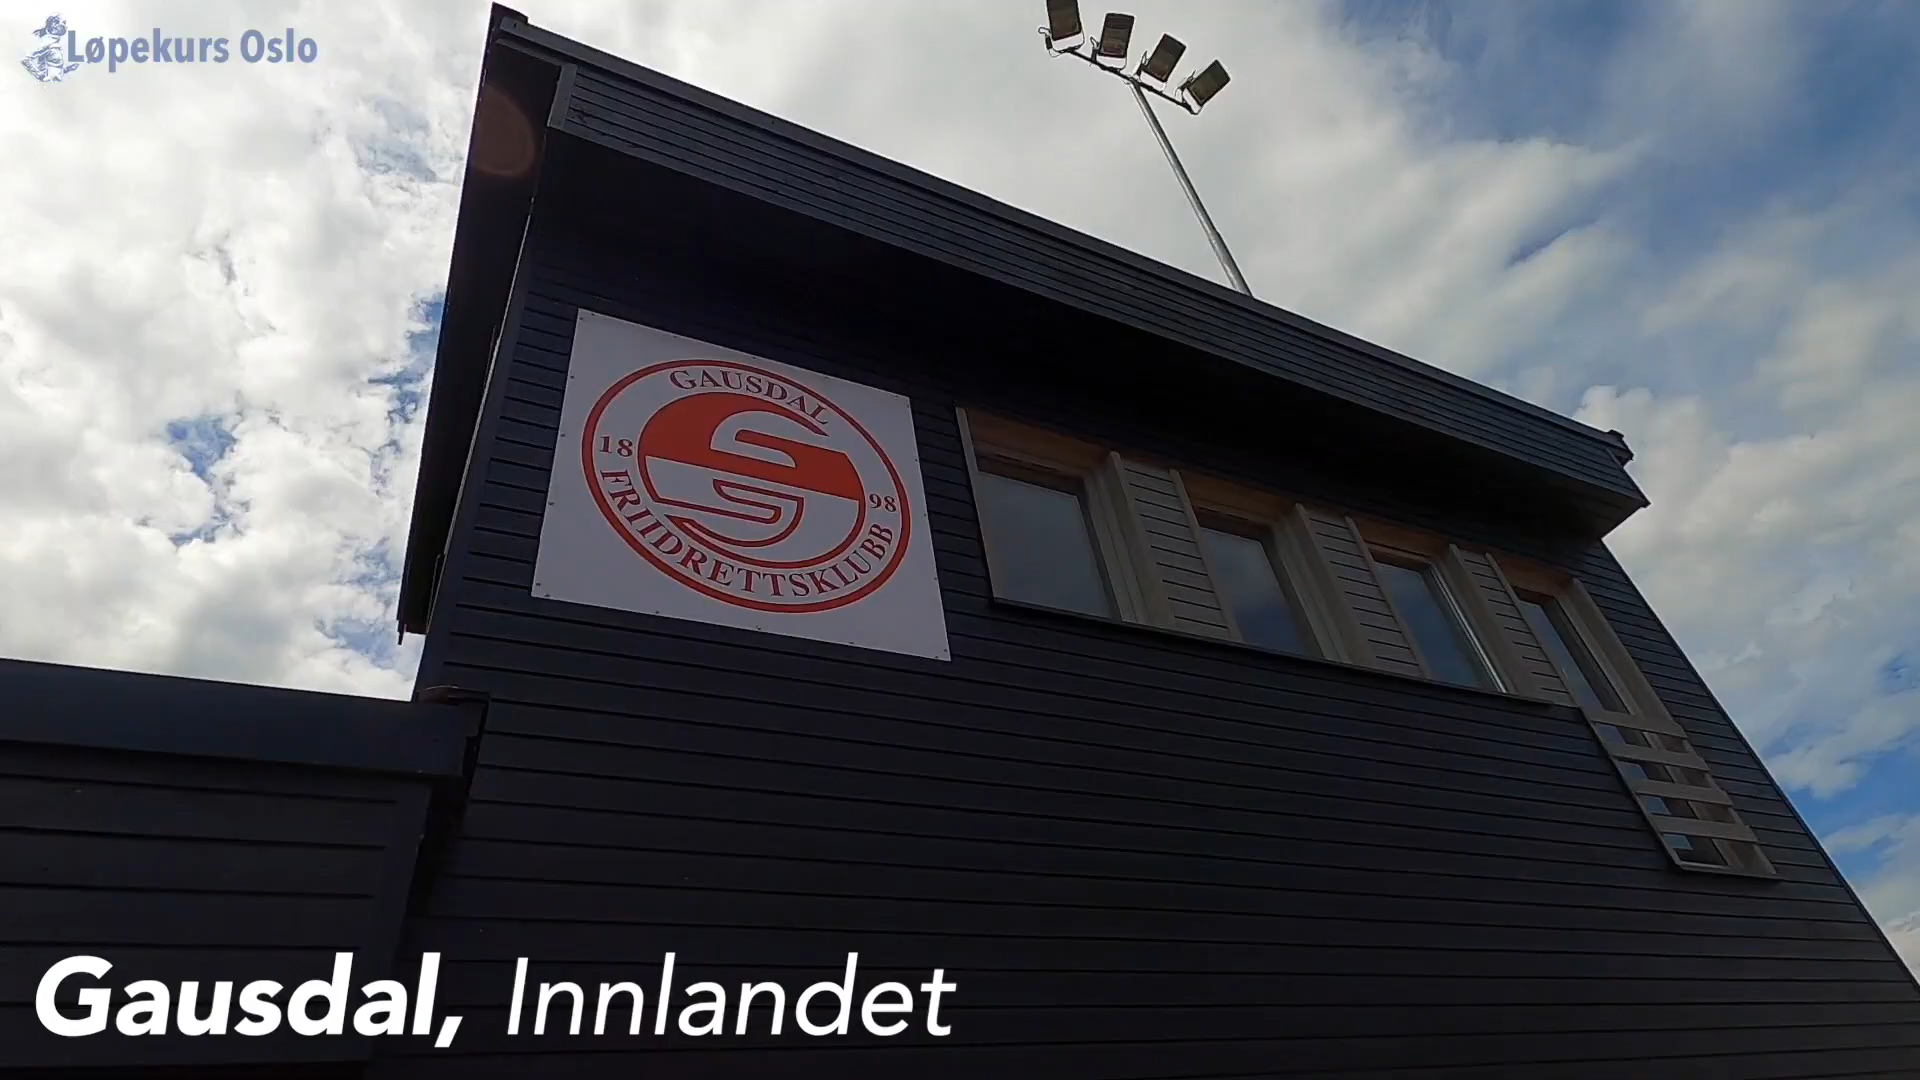 Løpekurs Oslo
GAUSDAL
18 98
FRIIDRETTSKLUBB
Gausdal, Innlandet